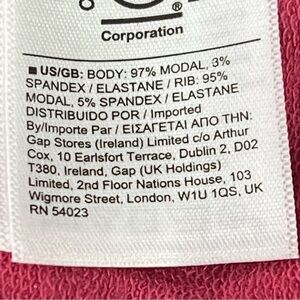 ®
Corporation
■ US/GB: BODY: 97% MODAL, 3%
SPANDEX / ELASTANE / RIB: 95%
MODAL, 5% SPANDEX / ELASTANE
DISTRIBUIDO POR / Imported
By/Importe Par / ΕΙΣΑΓΕΤΑΙ ΑΠΟ ΤΗΝ:
Gap Stores (Ireland) Limited c/o Arthur
Cox, 10 Earlsfort Terrace, Dublin 2, D02
T380, Ireland, Gap (UK Holdings)
Limited, 2nd Floor Nations House, 103
Wigmore Street, London, W1U 1QS, UK
RN 54023